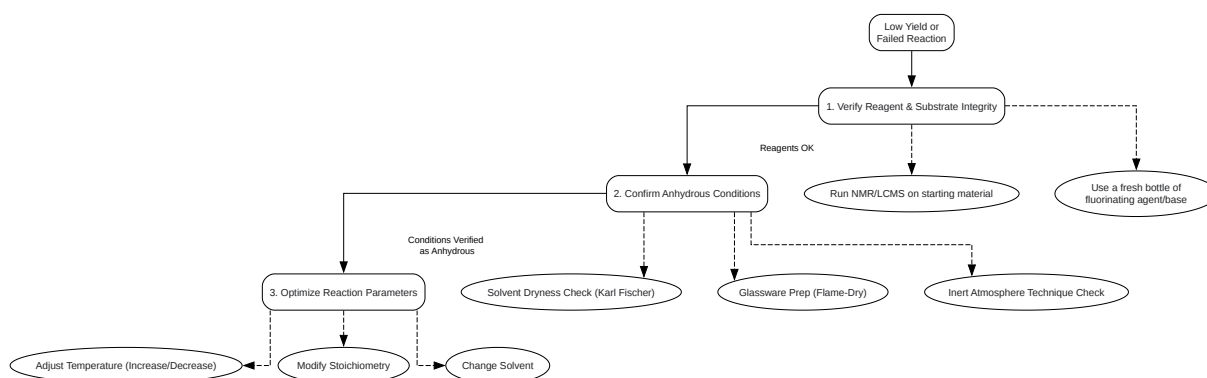 Low Yield or
Failed Reaction
1. Verify Reagent & Substrate Integrity
Reagents OK
Run NMR/LCMS on starting material
Use a fresh bottle of
fluorinating agent/base
2. Confirm Anhydrous Conditions
Conditions Verified
as Anhydrous
Solvent Dryness Check (Karl Fischer)
Glassware Prep (Flame-Dry)
Inert Atmosphere Technique Check
3. Optimize Reaction Parameters
Adjust Temperature (Increase/Decrease)
Modify Stoichiometry
Change Solvent